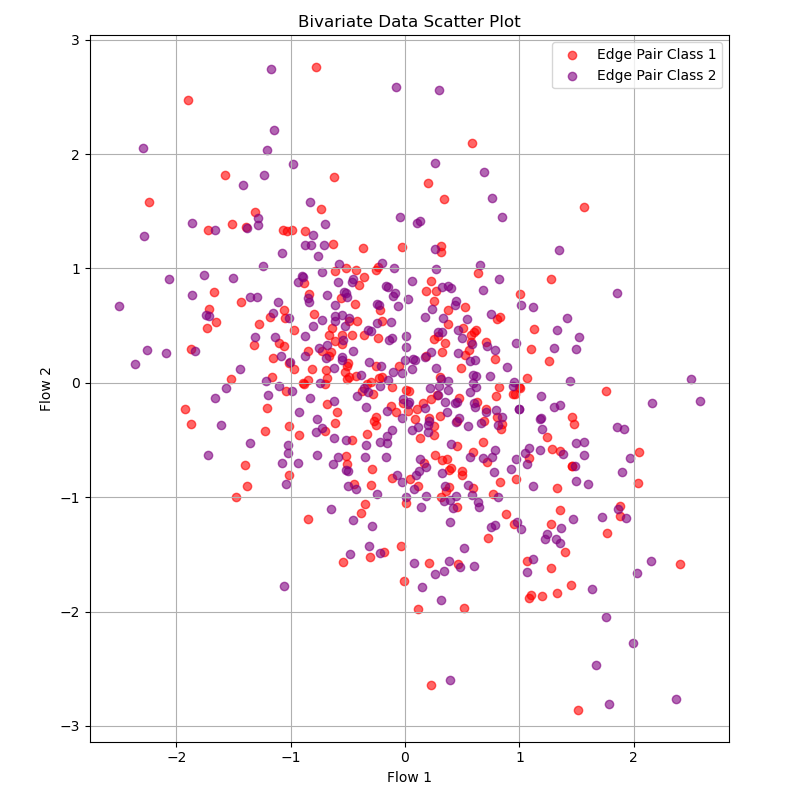 Bivariate Data Scatter Plot
Edge Pair Class 1
Edge Pair Class 2
3
2
1
0
−1
−2
−3
Flow 2
−2
−1
0
1
2
Flow 1